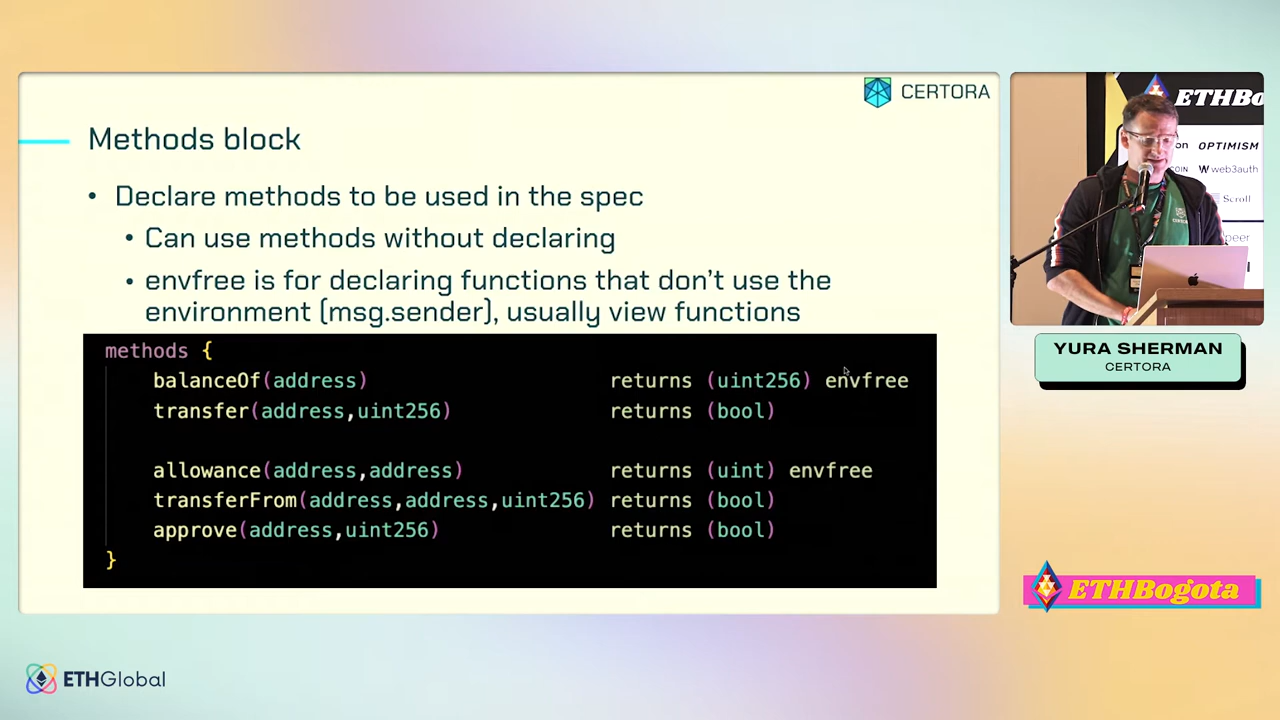 CERTORA
Methods block
• Declare methods to be used in the spec
• Can use methods without declaring
• envfree is for declaring functions that don't use the
environment (msg.sender), usually view functions
methods {
balanceOf(address) returns (uint256) envfree
transfer(address,uint256) returns (bool)
allowance(address,address) returns (uint) envfree
transferFrom(address,address,uint256) returns (bool)
approve(address,uint256) returns (bool)
}
ETHBo
on OPTIMISM
COIN web3auth
Scroll
YURA SHERMAN
CERTORA
ETHBogota
ETHGlobal